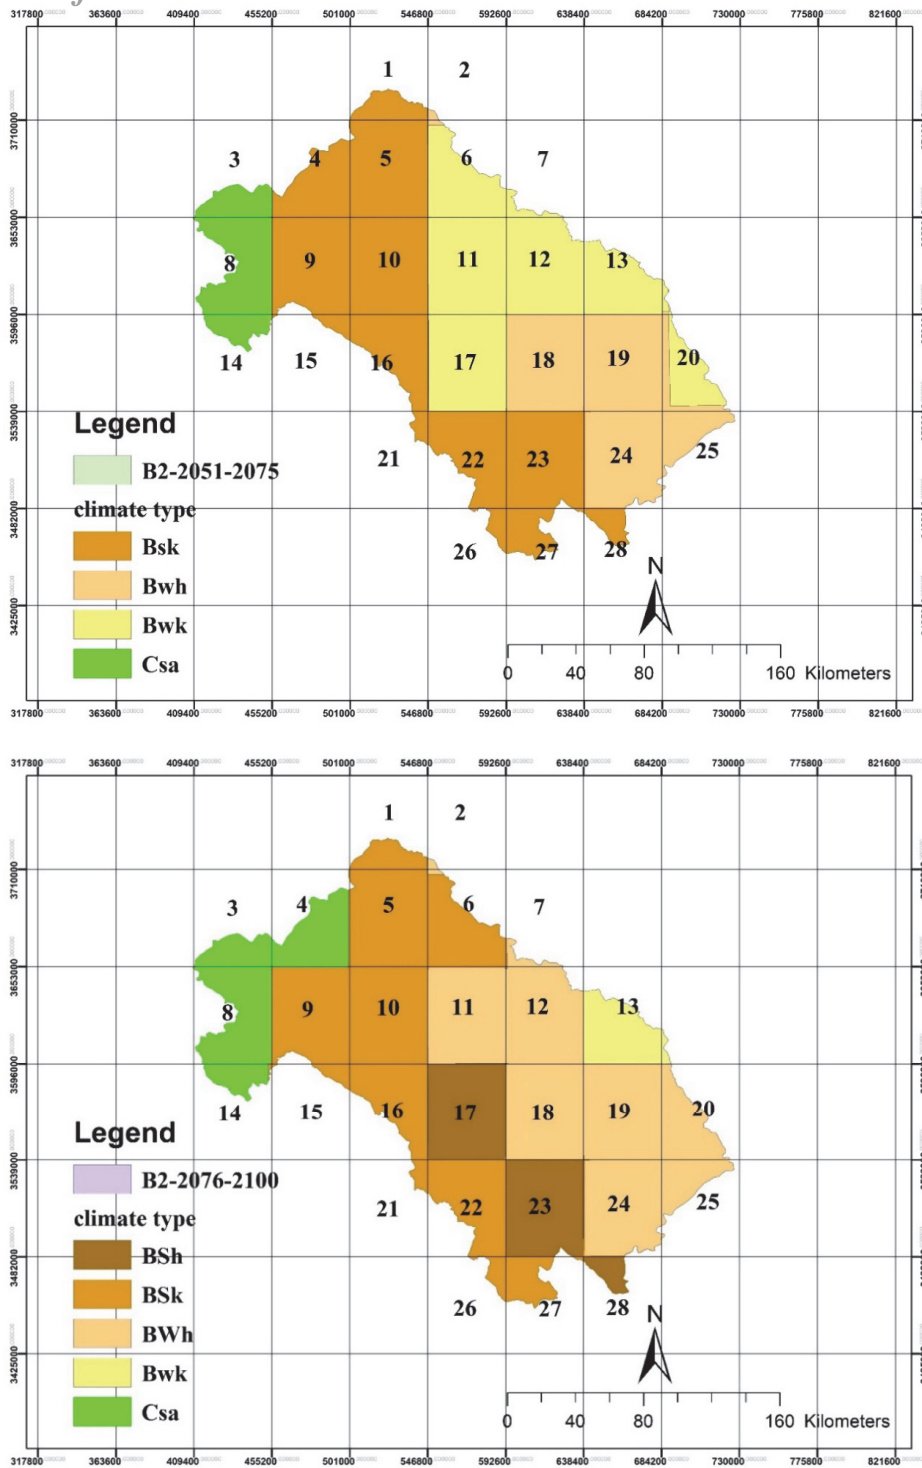 317800 363600 409400 455200 501000 546800 592600 638400 684200 730000 775800 821600
1 2
3710000
3 4 5 6 7
3653000
8 9 10 11 12 13
3596000
14 15 16 17 18 19 20
3539000
Legend
21 22 23 24 25
B2-2051-2075
climate type
3482000
Bsk
26 27 28
Bwh
N
3425000
Bwk
Csa
0 40 80 160 Kilometers
317800 363600 409400 455200 501000 546800 592600 638400 684200 730000 775800 821600
317800 363600 409400 455200 501000 546800 592600 638400 684200 730000 775800 821600
1 2
3710000
3 4 5 6 7
3653000
8 9 10 11 12 13
3596000
14 15 16 17 18 19 20
Legend
3539000
B2-2076-2100
21 22 23 24 25
climate type
BSh
3482000
BSk
26 27 28
BWh
N
3425000
Bwk
Csa
0 40 80 160 Kilometers
317800 363600 409400 455200 501000 546800 592600 638400 684200 730000 775800 821600